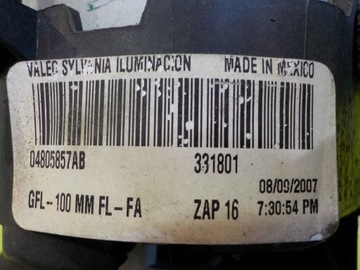 VALEO SYLVANIA ILUMINACION MADE IN MEXICO
04805857AB 331801
08/09/2007
GFL-100 MM FL-FA ZAP 16 7:30:54 PM